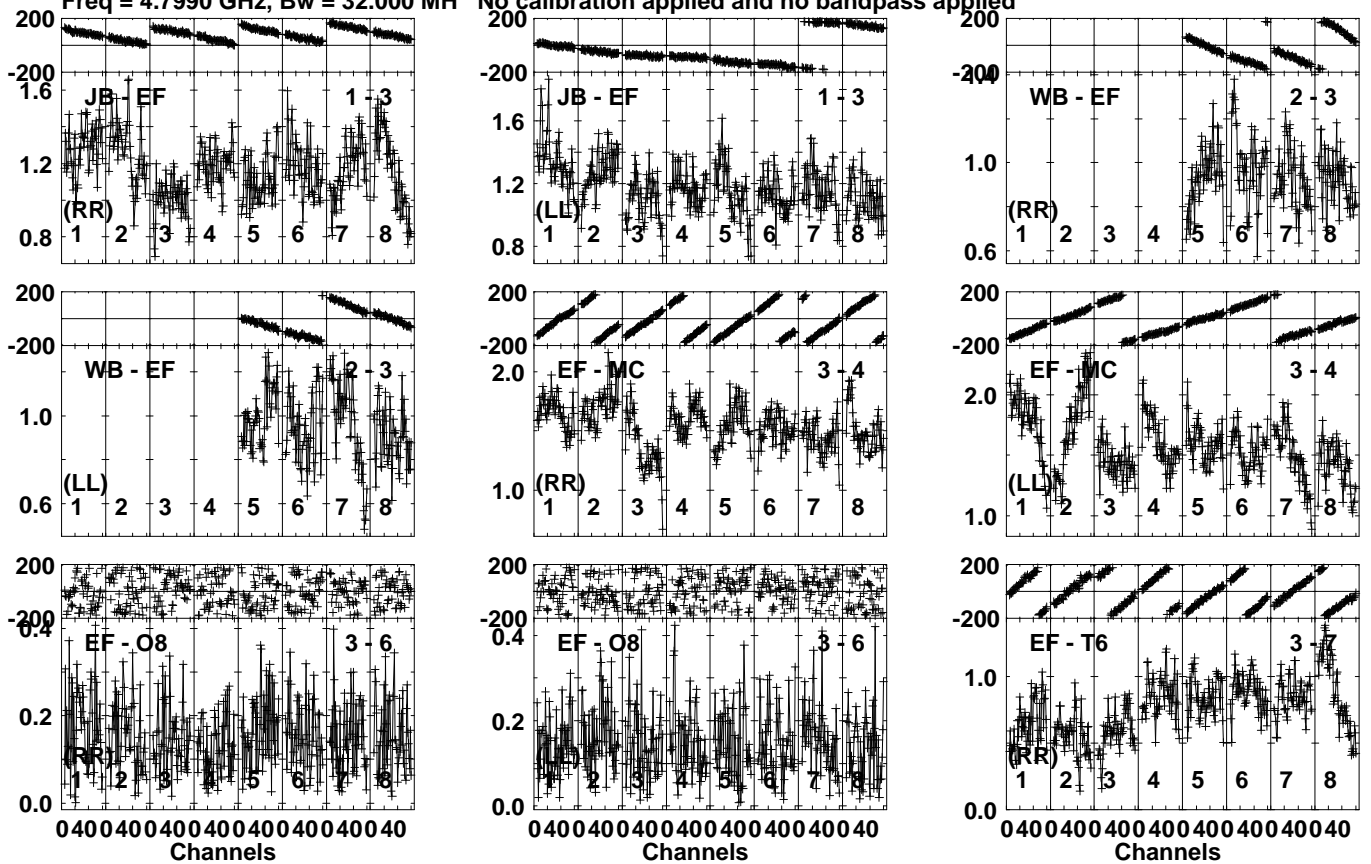 Freq = 4.7990 GHz, Bw = 32.000 MH No calibration applied and no bandpass applied
200 200 200
-200 -200 -200
1.4
JB - EF 1 - 3 JB - EF 1 - 3 WB - EF 2 - 3
1.6 1.6
1.2 1.2 1.0
0.8 0.8 0.6
(RR) (LL) (RR)
1 2 3 4 5 6 7 8 1 2 3 4 5 6 7 8 1 2 3 4 5 6 7 8
200 200 200
-200 -200 -200
WB - EF 2 - 3 EF - MC 3 - 4 EF - MC 3 - 4
1.0 2.0 2.0
0.6 1.0 1.0
(LL) (RR) (LL)
1 2 3 4 5 6 7 8 1 2 3 4 5 6 7 8 1 2 3 4 5 6 7 8
200 200 200
-200 -200 -200
0.4 0.4
EF - O8 3 - 6 EF - O8 3 - 6 EF - T6 3 - 7
0.2 0.2 1.0
(RR) (LL) (RR)
1 2 3 4 5 6 7 8 1 2 3 4 5 6 7 8 1 2 3 4 5 6 7 8
0.0 0.0 0.0
0 40 0 40 0 40 0 40 0 40 0 40 0 40 0 40 0 40 0 40 0 40 0 40 0 40 0 40 0 40 0 40 0 40 0 40 0 40 0 40 0 40 0 40 0 40 0 40
Channels Channels Channels